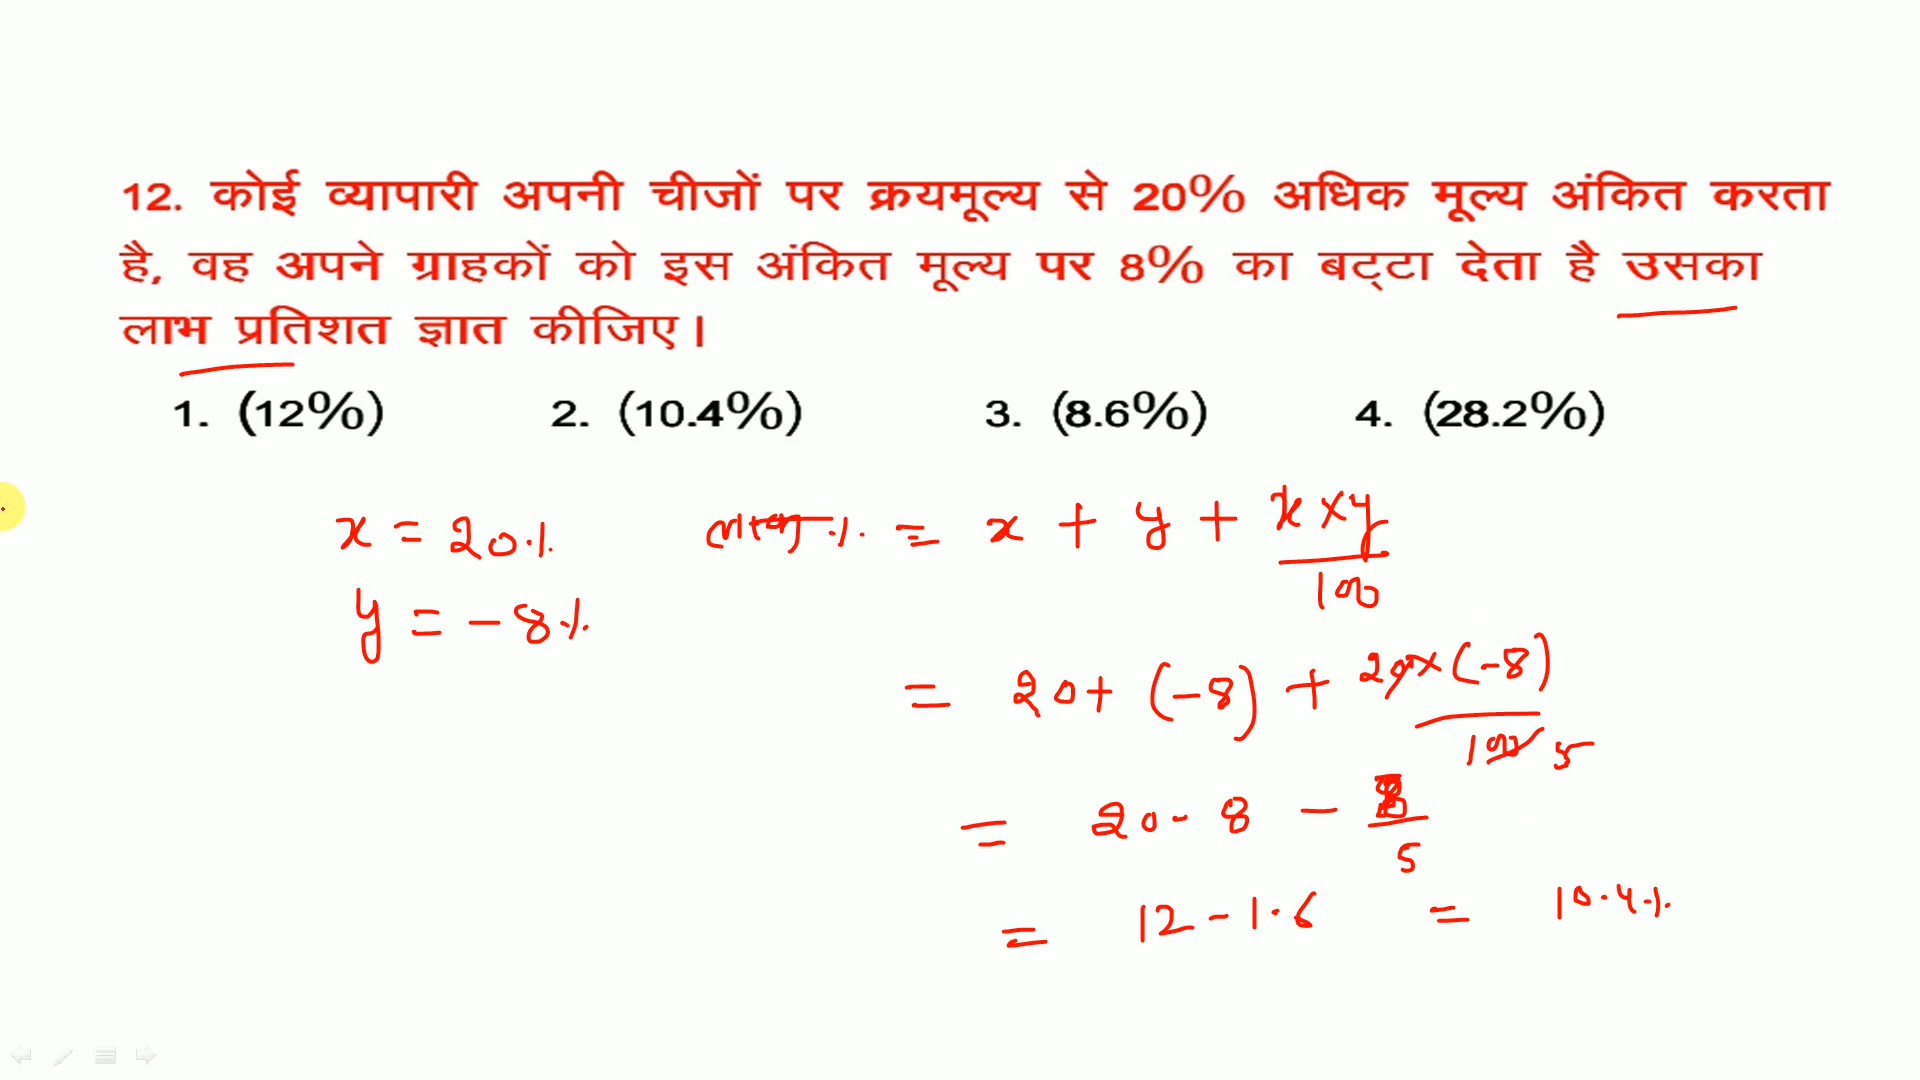 12. कोई व्यापारी अपनी चीजों पर क्रयमूल्य से 20% अधिक मूल्य अंकित करता
है, वह अपने ग्राहकों को इस अंकित मूल्य पर 8% का बट्टा देता है उसका
लाभ प्रतिशत ज्ञात कीजिए।
1. (12%) 2. (10.4%) 3. (8.6%) 4. (28.2%)
x = 20% लाभ % = x + y + x × y / 100
y = -8%
= 20 + (-8) + 20 × (-8) / 100 5
= 20 - 8 - 8 / 5
= 12 - 1.6 = 10.4%